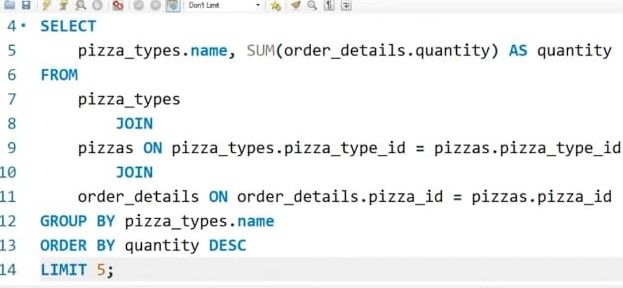 Don't Limit
4 SELECT
5 pizza_types.name, SUM(order_details.quantity) AS quantity
6 FROM
7 pizza_types
8 JOIN
9 pizzas ON pizza_types.pizza_type_id = pizzas.pizza_type_id
10 JOIN
11 order_details ON order_details.pizza_id = pizzas.pizza_id
12 GROUP BY pizza_types.name
13 ORDER BY quantity DESC
14 LIMIT 5;